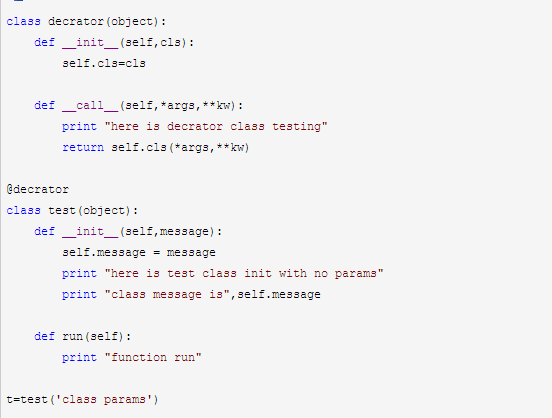 class decrator(object):
    def __init__(self,cls):
        self.cls=cls
    def __call__(self,*args,**kw):
        print "here is decrator class testing"
        return self.cls(*args,**kw)
@decrator
class test(object):
    def __init__(self,message):
        self.message = message
        print "here is test class init with no params"
        print "class message is",self.message
    def run(self):
        print "function run"
t=test('class params')